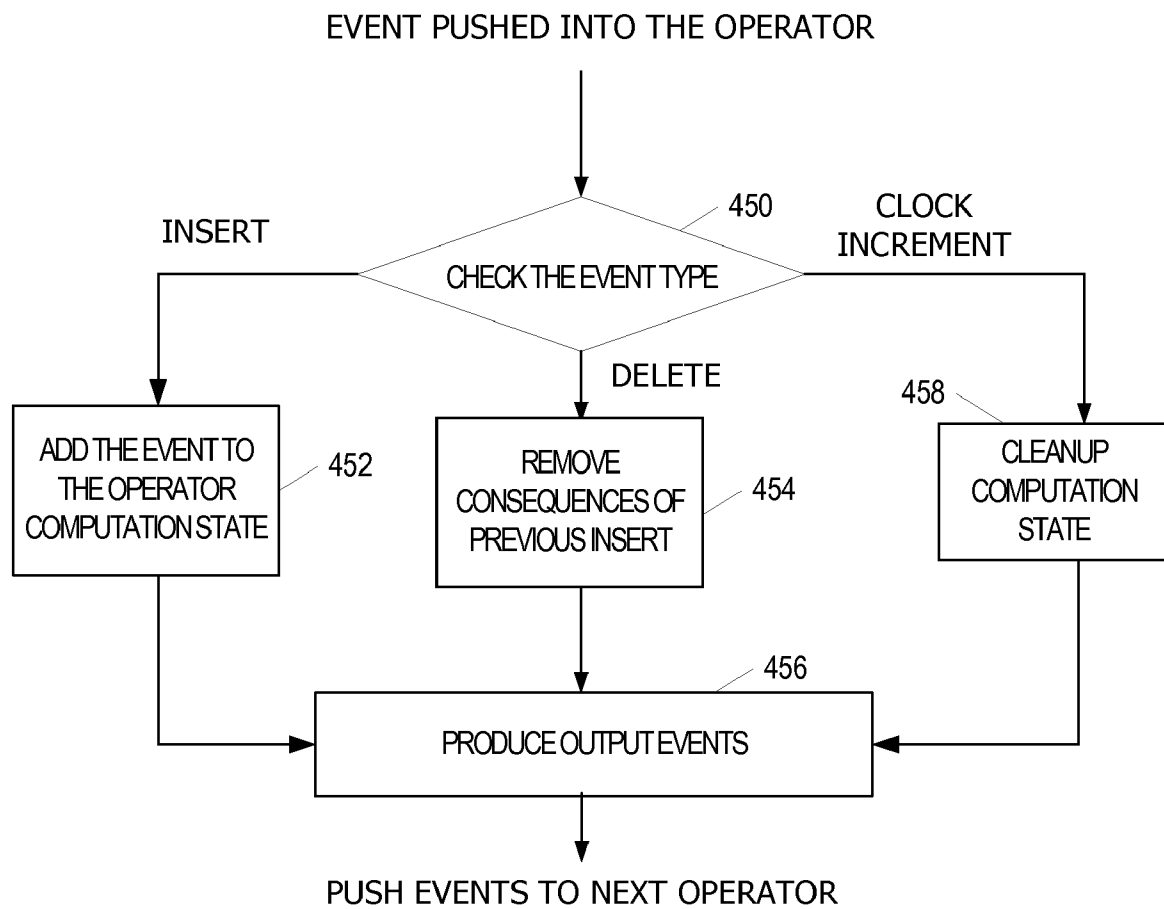 EVENT PUSHED INTO THE OPERATOR
450
CLOCK
INCREMENT
INSERT
CHECK THE EVENT TYPE
DELETE
458
ADD THE EVENT TO
THE OPERATOR
COMPUTATION STATE
452
REMOVE
CONSEQUENCES OF
PREVIOUS INSERT
454
CLEANUP
COMPUTATION
STATE
456
PRODUCE OUTPUT EVENTS
PUSH EVENTS TO NEXT OPERATOR